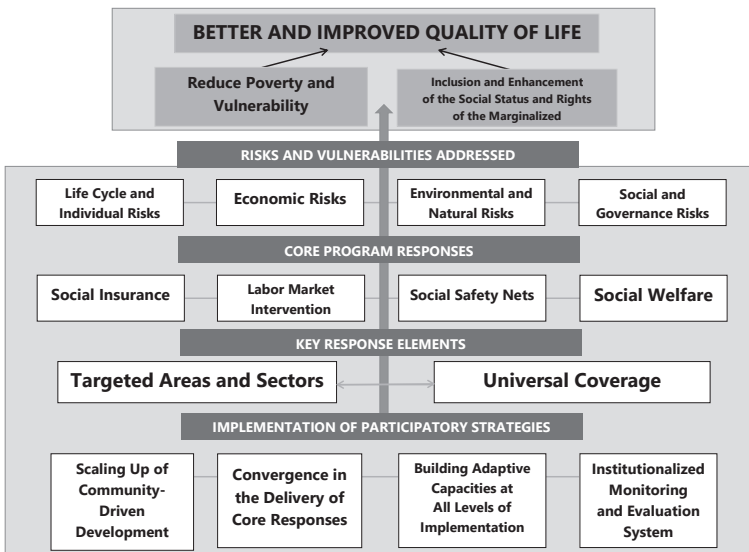 BETTER AND IMPROVED QUALITY OF LIFE
Reduce Poverty and
Vulnerability
Inclusion and Enhancement
of the Social Status and Rights
of the Marginalized
RISKS AND VULNERABILITIES ADDRESSED
Life Cycle and
Individual Risks
Economic Risks
Environmental and
Natural Risks
Social and
Governance Risks
CORE PROGRAM RESPONSES
Social Insurance
Labor Market
Intervention
Social Safety Nets
Social Welfare
KEY RESPONSE ELEMENTS
Targeted Areas and Sectors
Universal Coverage
IMPLEMENTATION OF PARTICIPATORY STRATEGIES
Scaling Up of
Community-
Driven
Development
Convergence in
the Delivery of
Core Responses
Building Adaptive
Capacities at
All Levels of
Implementation
Institutionalized
Monitoring
and Evaluation
System